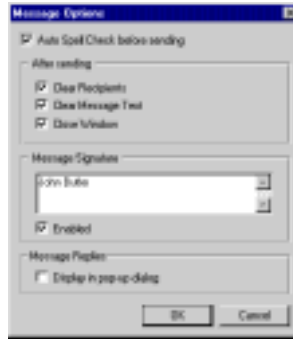 Message Options
Auto Spell Check before sending
After sending
Clear Recipients
Clear Message Text
Close Window
Message Signature
John
Enabled
Message Replies
Display in pop-up dialog
OK
Cancel